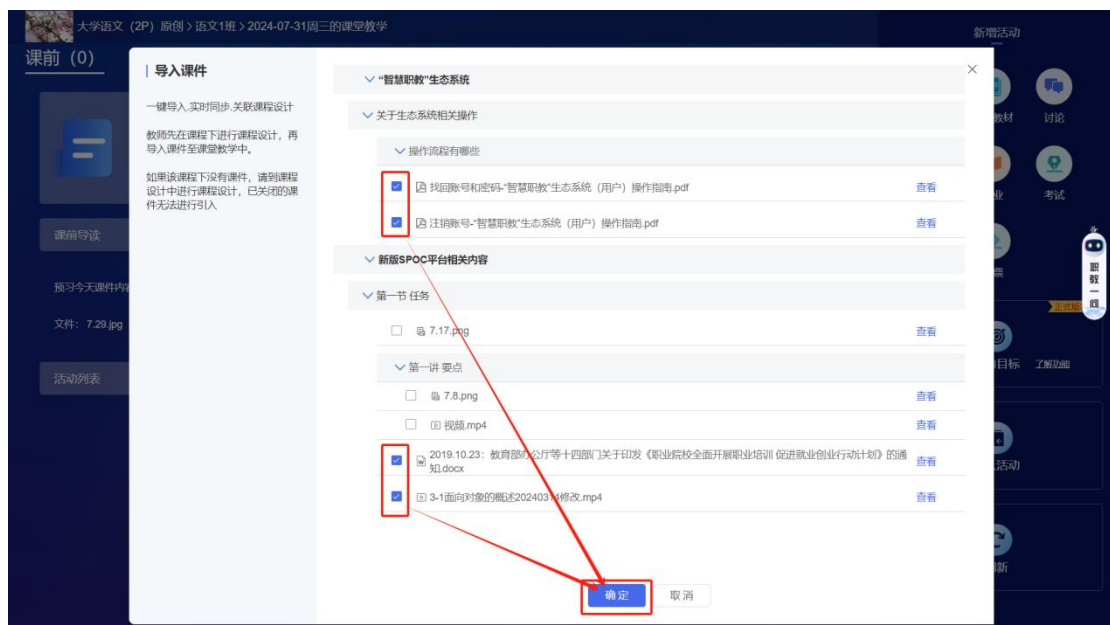 大学语文（2P）原创 > 语文1班 > 2024-07-31周三的课堂教学
新增活动
课前（0）
导入课件
一键导入.实时同步.关联课程设计
教师先在课程下进行课程设计，再
导入课件至课堂教学中。
如果该课程下没有课件，请到课程
设计中进行课程设计，已关闭的课
件无法进行引入
“智慧职教”生态系统
关于生态系统相关操作
操作流程有哪些
找回账号和密码-“智慧职教”生态系统（用户）操作指南.pdf 查看
注销账号-“智慧职教”生态系统（用户）操作指南.pdf 查看
新版SPOC平台相关内容
第一节 任务
7.17.png 查看
第一讲 要点
7.8.png 查看
视频.mp4 查看
2019.10.23：教育部办公厅等十四部门关于印发《职业院校全面开展职业培训 促进就业创业行动计划》的通
知.docx 查看
3-1面向对象的概述20240314修改.mp4 查看
确定 取消
课前导读
预习今天课件内容
文件：7.29.jpg
活动列表
教材 讨论
业 考试
票
职教一问
正式版
目标 了解功能
活动
新